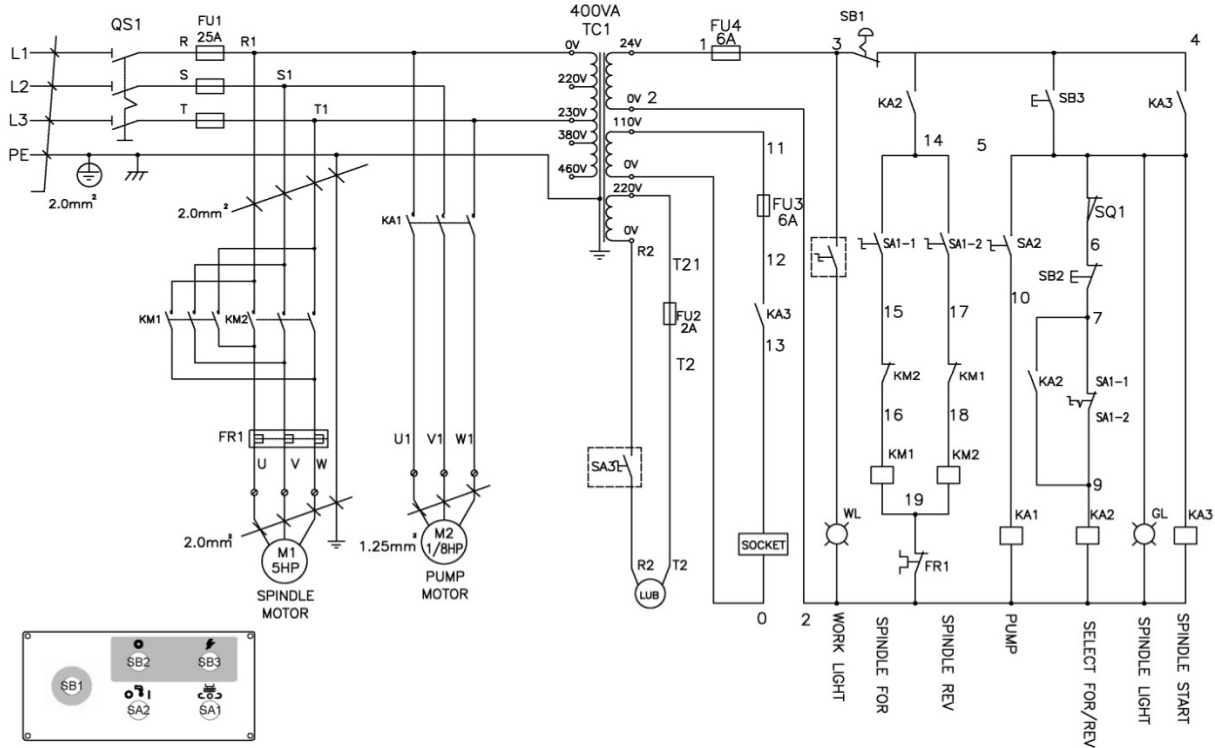 400VA
TC1
QS1
FU1
25A
L1
R
R1
L2
S
S1
L3
T
T1
PE
2.0mm²
2.0mm²
0V
220V
230V
380V
460V
24V
0V
110V
0V
220V
0V
1
FU4
6A
3
SB1
4
2
KA2
SB3
KA3
14
5
11
FU3
6A
12
KA3
13
R2
T21
FU2
2A
T2
KA1
KM1
KM2
SA1-1
SA1-2
SA2
SQ1
6
SB2
10
7
15
17
KM2
KM1
KA2
SA1-1
SA1-2
16
18
KM1
KM2
9
19
FR1
U
V
W
U1
V1
W1
SA3
SOCKET
WL
FR1
KA1
KA2
GL
KA3
2.0mm²
M1
5HP
SPINDLE
MOTOR
1.25mm²
M2
1/8HP
PUMP
MOTOR
R2
T2
LUB
0
2
WORK LIGHT
SPINDLE FOR
SPINDLE REV
PUMP
SELECT FOR/REV
SPINDLE LIGHT
SPINDLE START
SB1
SB2
SB3
SA2
SA1